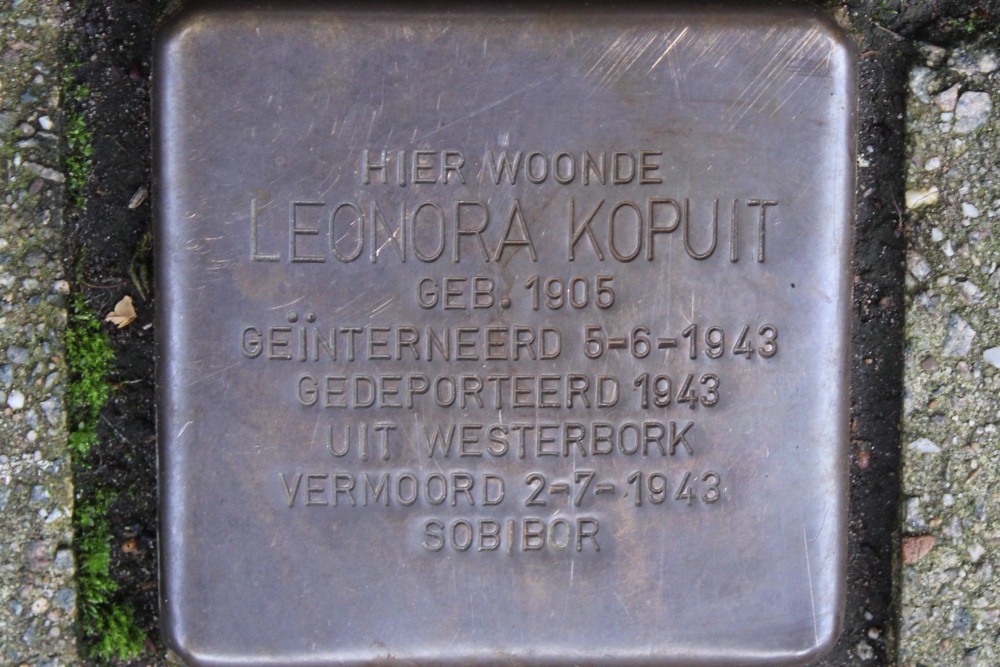 HIER WOONDE
LEONORA KOPUIT
GEB. 1905
GEÏNTERNEERD 5-6-1943
GEDEPORTEERD 1943
UIT WESTERBORK
VERMOORD 2-7-1943
SOBIBOR